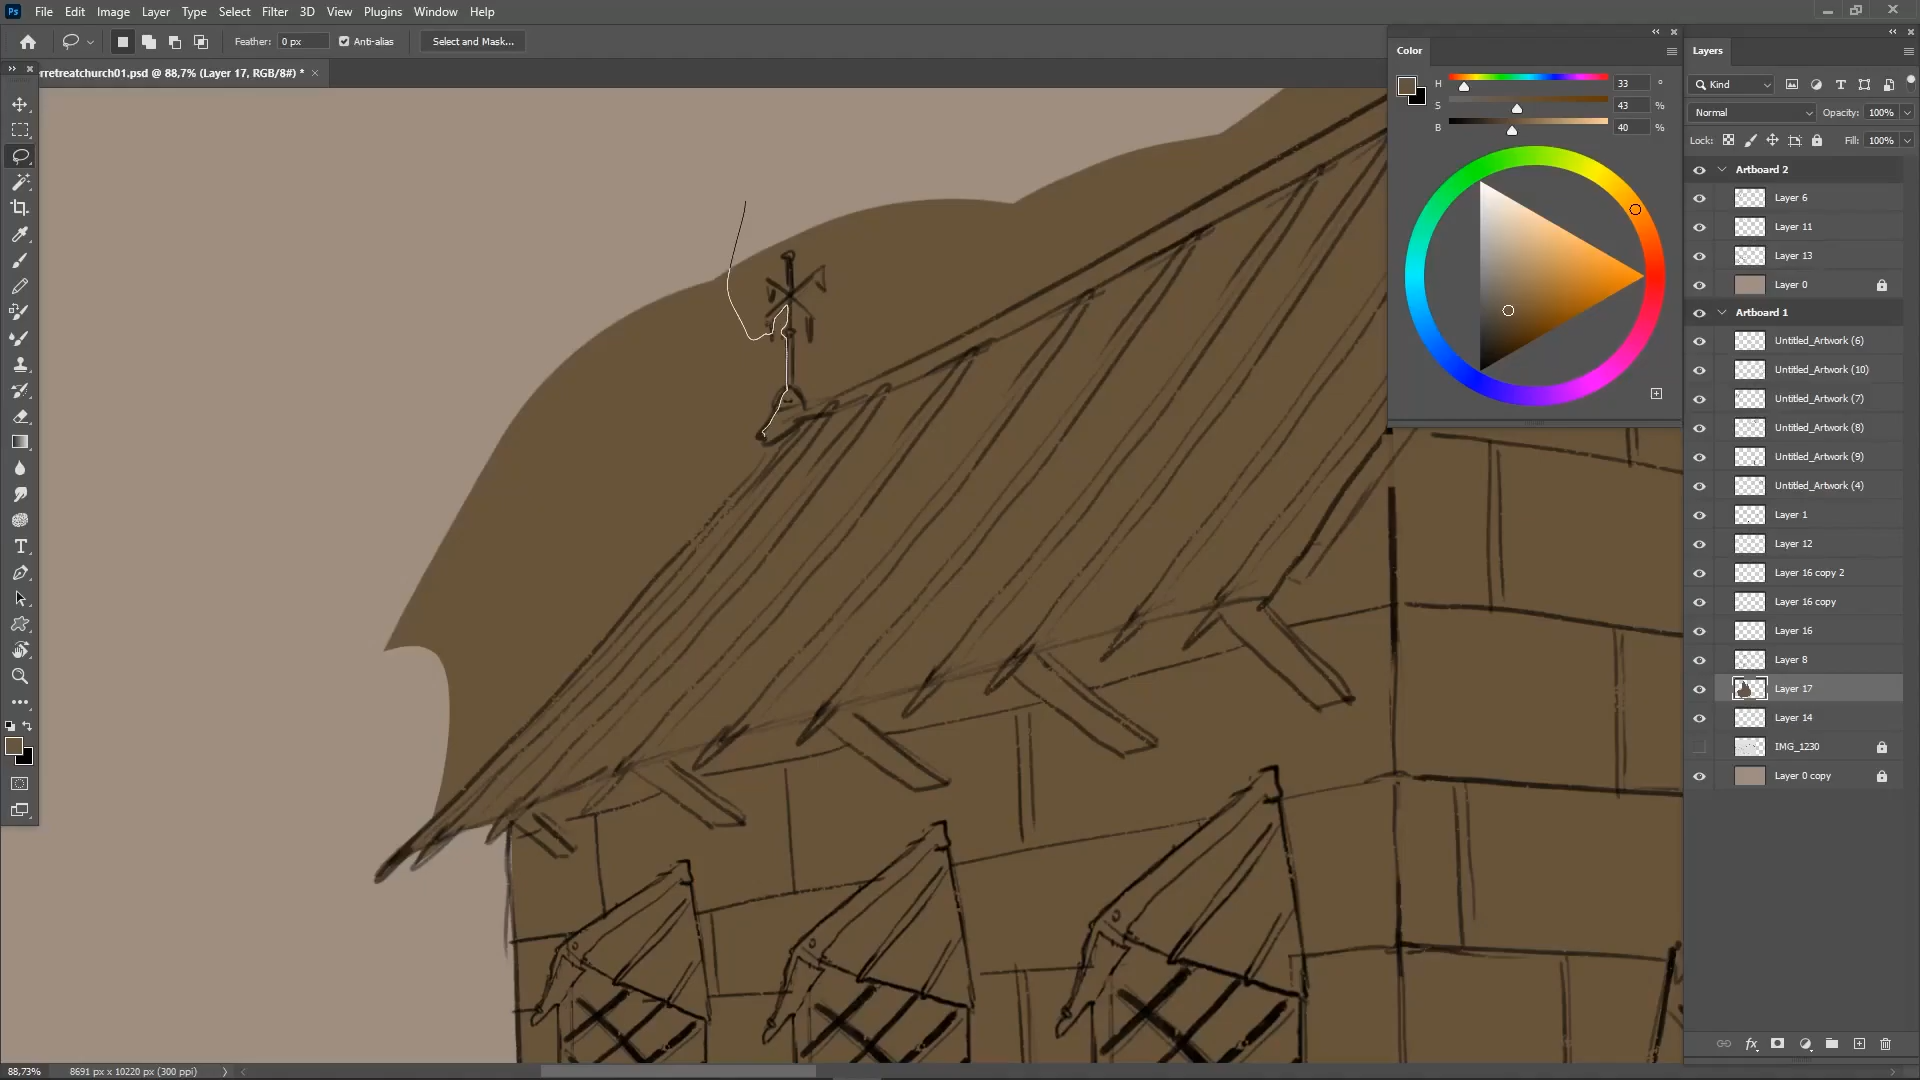 Ps File Edit Image Layer Type Select Filter 3D View Plugins Window Help
Feather: 0 px Anti-alias Select and Mask...
erretreatchurch01.psd @ 88,7% (Layer 17, RGB/8#) * ×
Color
H 33 °
S 43 %
B 40 %
Layers
Kind
Normal Opacity: 100%
Lock: Fill: 100%
Artboard 2
Layer 6
Layer 11
Layer 13
Layer 0
Artboard 1
Untitled_Artwork (6)
Untitled_Artwork (10)
Untitled_Artwork (7)
Untitled_Artwork (8)
Untitled_Artwork (9)
Untitled_Artwork (4)
Layer 1
Layer 12
Layer 16 copy 2
Layer 16 copy
Layer 16
Layer 8
Layer 17
Layer 14
IMG_1230
Layer 0 copy
fx
88,73% 8691 px x 10220 px (300 ppi)